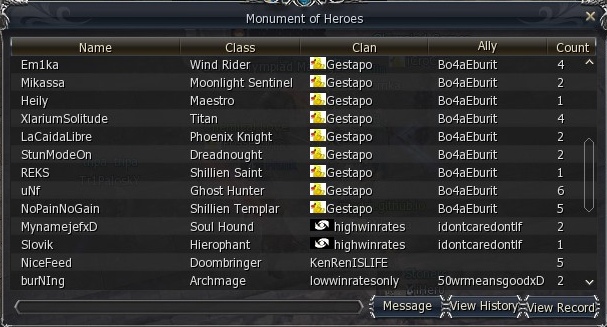 Monument of Heroes
Name Class Clan Ally Count
Em1ka Wind Rider Gestapo Bo4aEburit 4
Mikassa Moonlight Sentinel Gestapo Bo4aEburit 2
Heily Maestro Gestapo Bo4aEburit 1
XlariumSolitude Titan Gestapo Bo4aEburit 4
LaCaidaLibre Phoenix Knight Gestapo Bo4aEburit 2
StunModeOn Dreadnought Gestapo Bo4aEburit 2
REKS Shillien Saint Gestapo Bo4aEburit 1
uNf Ghost Hunter Gestapo Bo4aEburit 6
NoPainNoGain Shillien Templar Gestapo Bo4aEburit 5
MynamejefxD Soul Hound highwinrates idontcaredontlf 2
Slovik Hierophant highwinrates idontcaredontlf 1
NiceFeed Doombringer KenRenISLIFE 5
burNIng Archmage lowwinratesonly 50wrmeansgoodxD 2
Message View History View Record